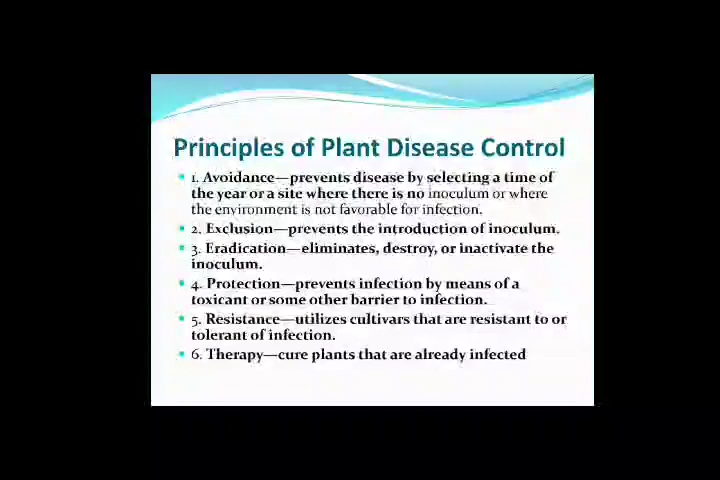 Principles of Plant Disease Control
1. Avoidance—prevents disease by selecting a time of
the year or a site where there is no inoculum or where
the environment is not favorable for infection.
2. Exclusion—prevents the introduction of inoculum.
3. Eradication—eliminates, destroy, or inactivate the
inoculum.
4. Protection—prevents infection by means of a
toxicant or some other barrier to infection.
5. Resistance—utilizes cultivars that are resistant to or
tolerant of infection.
6. Therapy—cure plants that are already infected